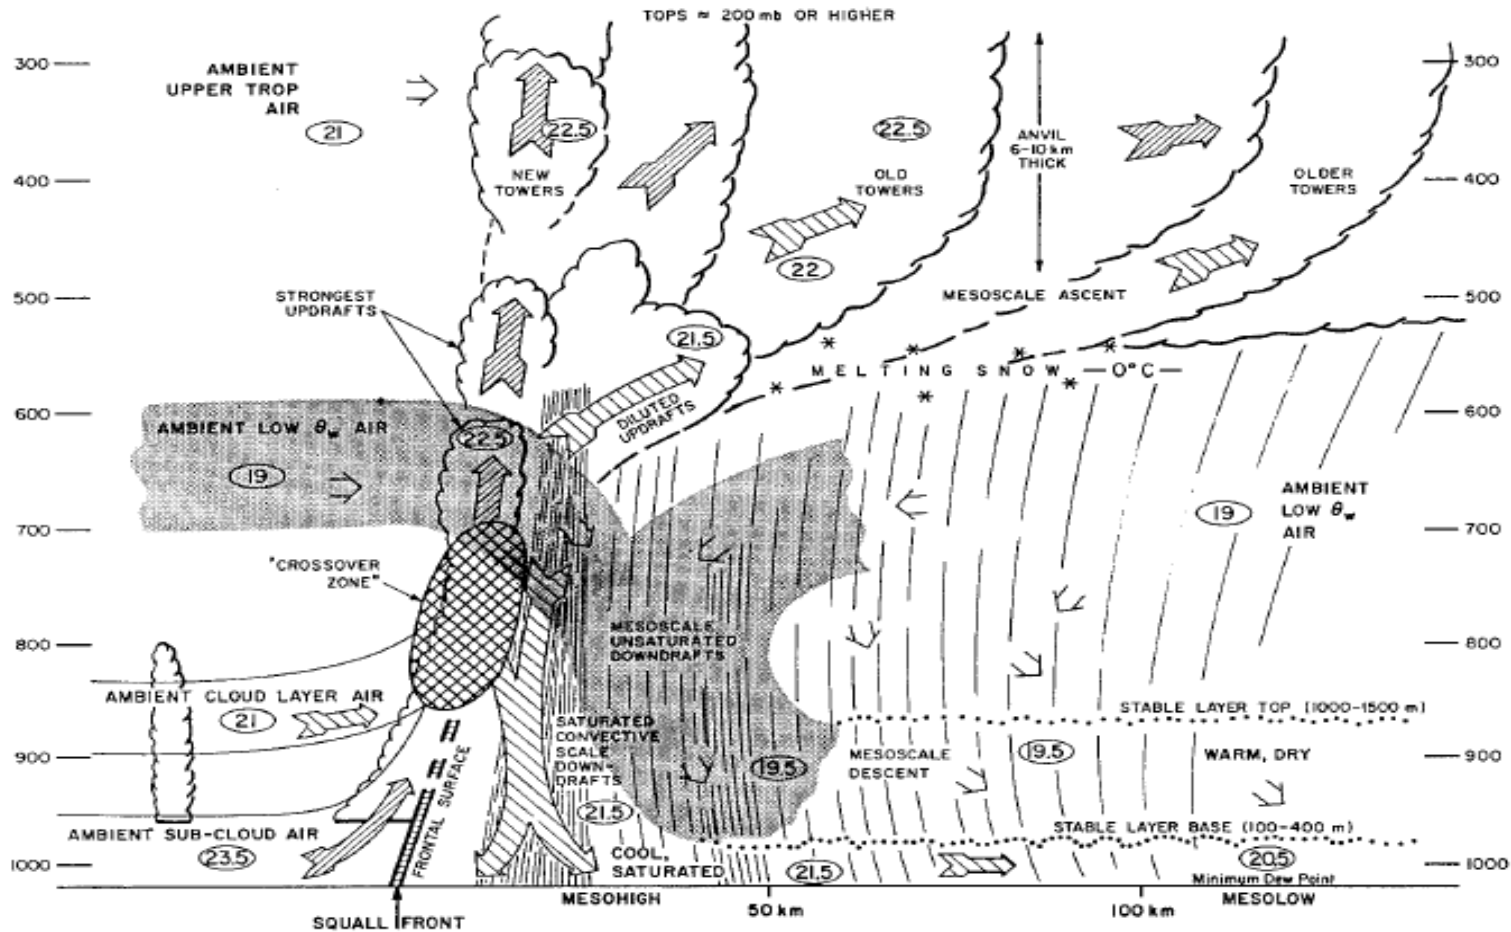 TOPS ≈ 200 mb OR HIGHER
300
300
AMBIENT
UPPER TROP
AIR
21
22.5
22.5
ANVIL
6-10 km
THICK
400
400
NEW
TOWERS
OLD
TOWERS
OLDER
TOWERS
22
500
500
STRONGEST
UPDRAFTS
MESOSCALE ASCENT
21.5
MELTING SNOW —0°C—
600
600
DILUTED
UPDRAFTS
AMBIENT LOW θw AIR
22.5
19
AMBIENT
LOW θw
AIR
19
700
700
"CROSSOVER
ZONE"
MESOSCALE
UNSATURATED
DOWNDRAFTS
800
800
AMBIENT CLOUD LAYER AIR
21
STABLE LAYER TOP (1000-1500 m)
SATURATED
CONVECTIVE
SCALE
DOWN-
DRAFTS
900
900
19.5
MESOSCALE
DESCENT
19.5
WARM, DRY
FRONTAL SURFACE
21.5
AMBIENT SUB-CLOUD AIR
23.5
STABLE LAYER BASE (100-400 m)
1000
1000
COOL,
SATURATED
21.5
20.5
Minimum Dew Point
MESOHIGH
50 km
100 km
MESOLOW
SQUALL FRONT